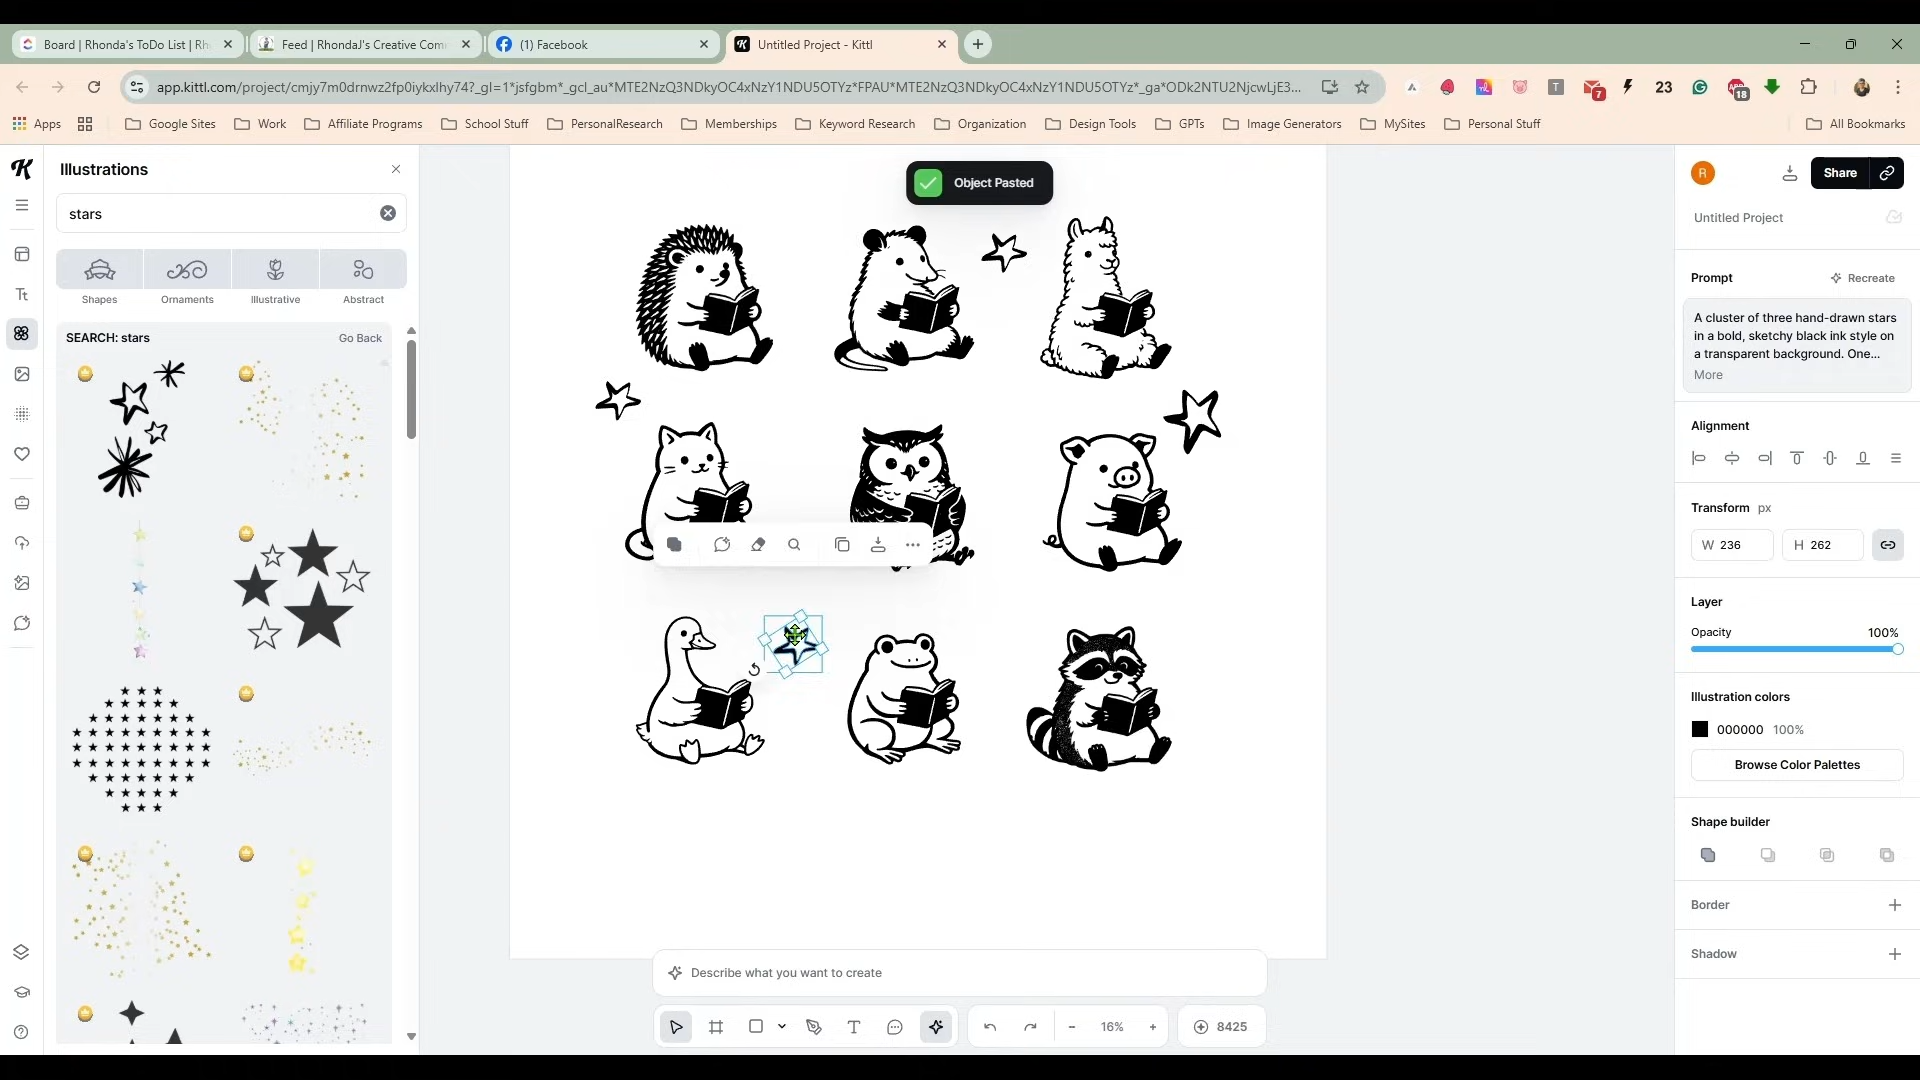 Board | Rhonda's ToDo List | Rh
Feed | RhondaJ's Creative Com
(1) Facebook
Untitled Project - Kittl
app.kittl.com/project/cmjy7m0drnwz2fp0iykxlhy74?_gl=1*jsfgbm*_gcl_au*MTE2NzQ3NDkyOC4xNzY1NDU5OTYz*FPAU*MTE2NzQ3NDkyOC4xNzY1NDU5OTYz*_ga*ODk2NTU2NjcwLjE3...
7
23
18
Apps
Google Sites
Work
Affiliate Programs
School Stuff
PersonalResearch
Memberships
Keyword Research
Organization
Design Tools
GPTs
Image Generators
MySites
Personal Stuff
All Bookmarks
Illustrations
stars
Shapes
Ornaments
Illustrative
Abstract
SEARCH: stars
Go Back
Object Pasted
Describe what you want to create
16%
8425
R
Share
Untitled Project
Prompt
Recreate
A cluster of three hand-drawn stars
in a bold, sketchy black ink style on
a transparent background. One...
More
Alignment
Transform px
W 236
H 262
Layer
Opacity
100%
Illustration colors
000000 100%
Browse Color Palettes
Shape builder
Border
Shadow